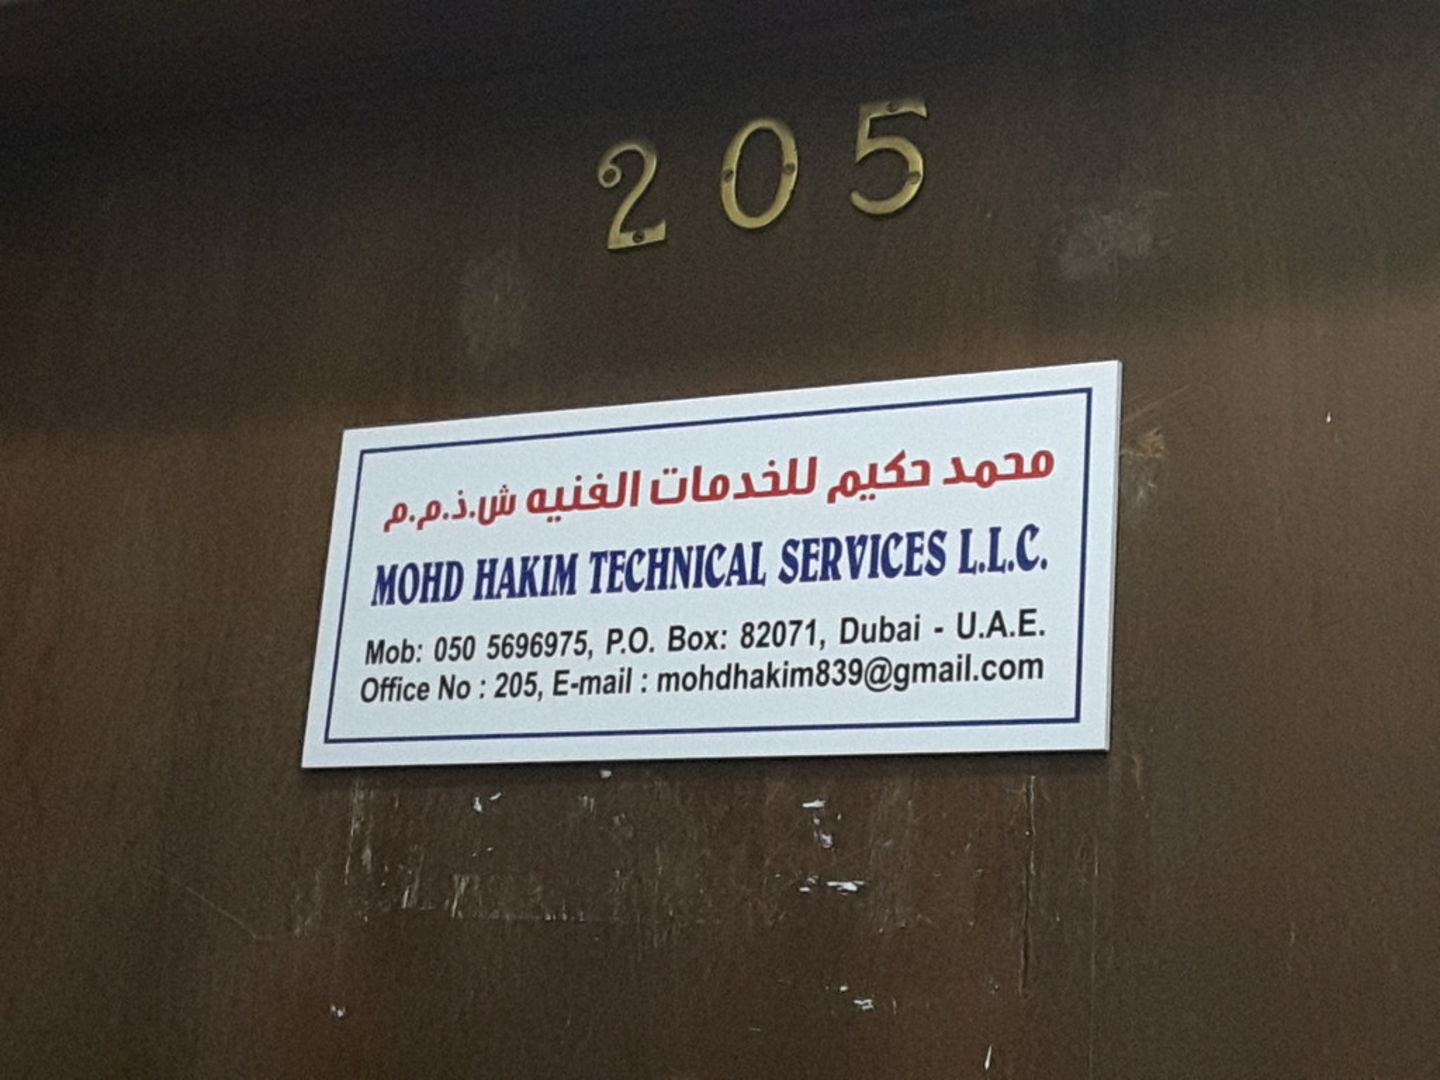 205
محمد حكيم للخدمات الفنيه ش.ذ.م.م
MOHD HAKIM TECHNICAL SERVICES L.L.C.
Mob: 050 5696975, P.O. Box: 82071, Dubai - U.A.E.
Office No : 205, E-mail : mohdhakim839@gmail.com